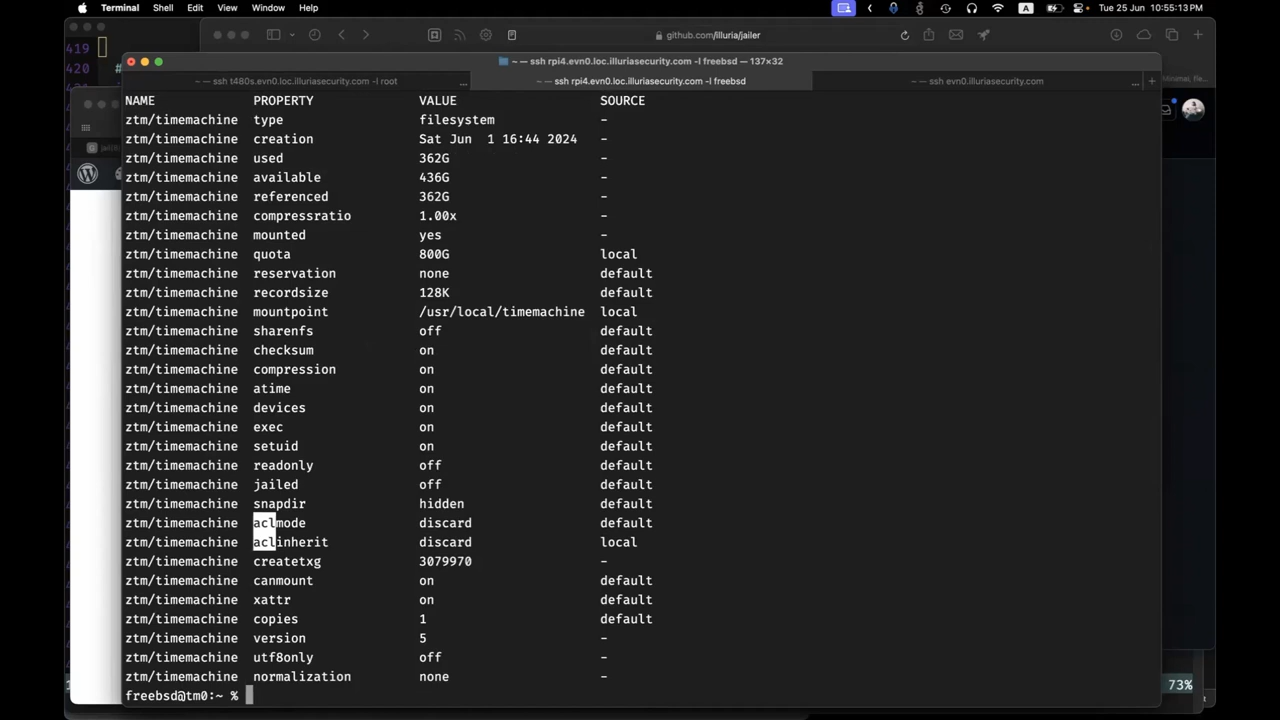 Terminal Shell Edit View Window Help A Tue 25 Jun 10:55:13 PM
419
420 #
github.com/illuria/jailer
~ — ssh rpi4.evn0.loc.illuriasecurity.com -l freebsd — 137×32
~ — ssh t480s.evn0.loc.illuriasecurity.com -l root ... ~ — ssh rpi4.evn0.loc.illuriasecurity.com -l freebsd ~ — ssh evn0.illuriasecurity.com ... +
NAME PROPERTY VALUE SOURCE
ztm/timemachine type filesystem -
ztm/timemachine creation Sat Jun 1 16:44 2024 -
ztm/timemachine used 362G -
ztm/timemachine available 436G -
ztm/timemachine referenced 362G -
ztm/timemachine compressratio 1.00x -
ztm/timemachine mounted yes -
ztm/timemachine quota 800G local
ztm/timemachine reservation none default
ztm/timemachine recordsize 128K default
ztm/timemachine mountpoint /usr/local/timemachine local
ztm/timemachine sharenfs off default
ztm/timemachine checksum on default
ztm/timemachine compression on default
ztm/timemachine atime on default
ztm/timemachine devices on default
ztm/timemachine exec on default
ztm/timemachine setuid on default
ztm/timemachine readonly off default
ztm/timemachine jailed off default
ztm/timemachine snapdir hidden default
ztm/timemachine aclmode discard default
ztm/timemachine aclinherit discard local
ztm/timemachine createtxg 3079970 -
ztm/timemachine canmount on default
ztm/timemachine xattr on default
ztm/timemachine copies 1 default
ztm/timemachine version 5 -
ztm/timemachine utf8only off -
ztm/timemachine normalization none -
freebsd@tm0:~ %
73%